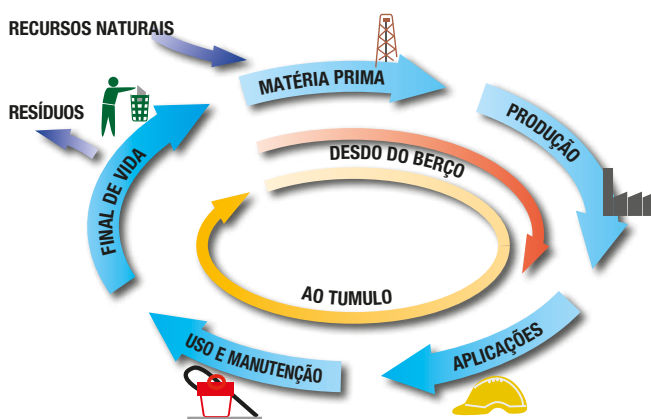 RECURSOS NATURAIS
MATÉRIA PRIMA
PRODUÇÃO
RESÍDUOS
DESDO DO BERÇO
FINAL DE VIDA
AO TUMULO
USO E MANUTENÇÃO
APLICAÇÕES